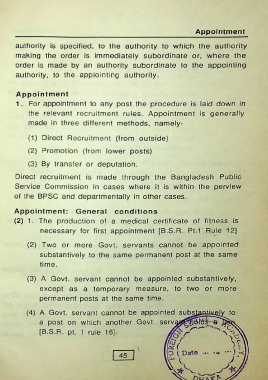 Appointment
authority is specified, to the authority to which the authority
making the order is immediately subordinate or, where the
order is made by an authority subordinate to the appointing
authority, to the appiointing authority.
Appointment
1. For appointment to any post the procedure is laid down in
the relevant recruitment rules. Appointment is generally
made in three different methods, namely-
(1) Direct Recruitment (from outside)
(2) Promotion (from lower posts)
(3) By transfer or deputation.
Direct recruitment is made through the Bangladesh Public
Service Commission in cases where it is within the perview
of the BPSC and departmentally in other cases.
Appointment: General conditions
(2) 1. The production of a medical certificate of fitness is
necessary for first appointment [B.S.R. Pt.1 Rule 12]
(2) Two or more Govt. servants cannot be appointed
substantively to the same permanent post at the same
time.
(3) A Govt. servant cannot be appointed substantively,
except as a temporary measure, to two or more
permanent posts at the same time.
(4) A Govt. servant cannot be appointed substantively to
a post on which another Govt. servant holds a lien
[B.S.R. pt. 1 rule 16].
45
FOREIGN
Date
DHAKA